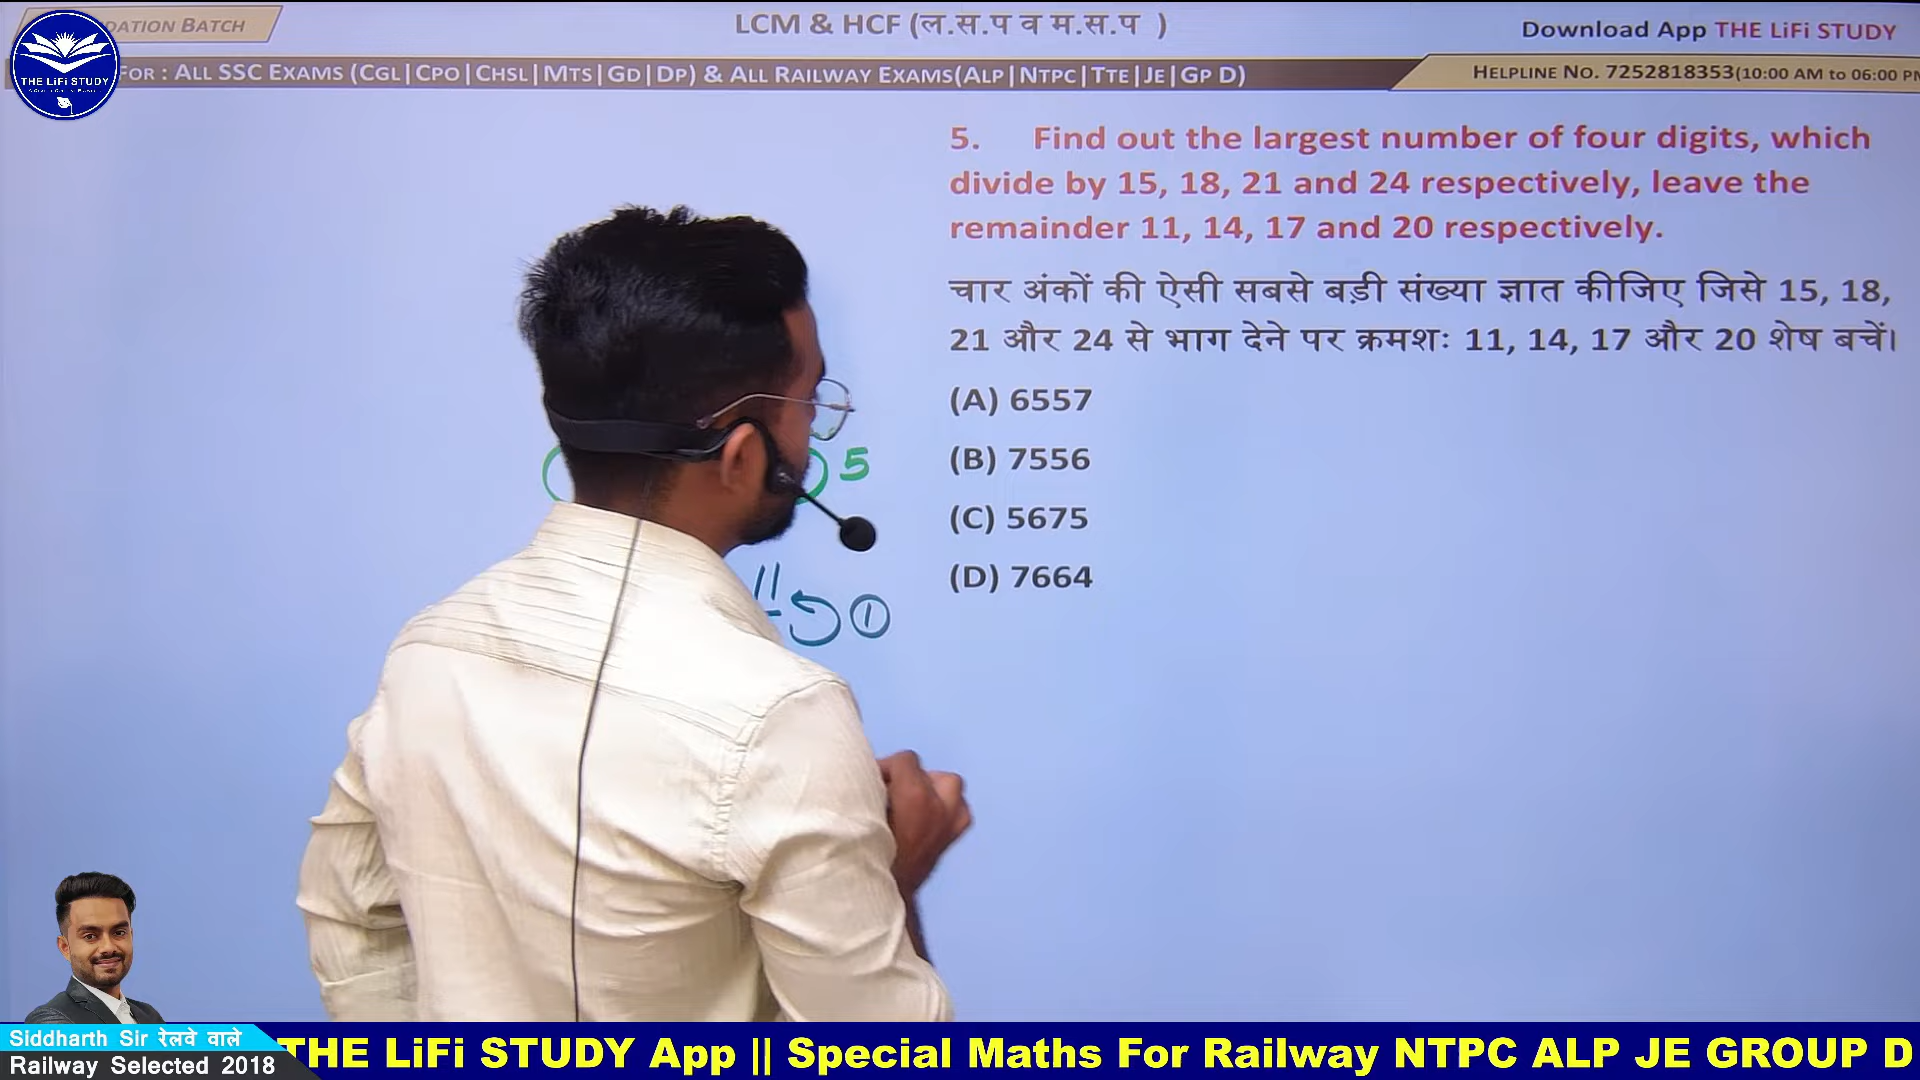 DATION BATCH
LCM & HCF (ल.स.प व म.स.प )
Download App THE LiFi STUDY
THE LiFi STUDY
FOR : ALL SSC EXAMS (CGL|CPO|CHSL|MTS|GD|DP) & ALL RAILWAY EXAMS(ALP|NTPC|TTE|JE|GP D)
HELPLINE NO. 7252818353(10:00 AM TO 06:00 PM
5. Find out the largest number of four digits, which
divide by 15, 18, 21 and 24 respectively, leave the
remainder 11, 14, 17 and 20 respectively.
चार अंकों की ऐसी सबसे बड़ी संख्या ज्ञात कीजिए जिसे 15, 18,
21 और 24 से भाग देने पर क्रमशः 11, 14, 17 और 20 शेष बचें।
(A) 6557
(B) 7556
(C) 5675
(D) 7664
5
11
1
Siddharth Sir रेलवे वाले
Railway Selected 2018
THE LiFi STUDY App || Special Maths For Railway NTPC ALP JE GROUP D